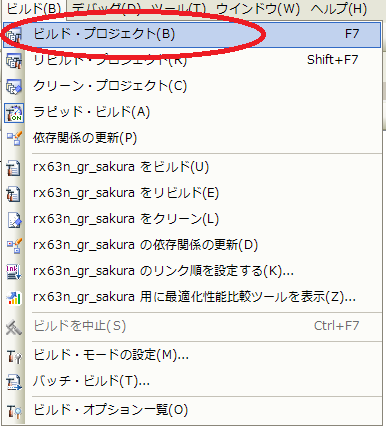 ビルド(B) デバッグ(D) ツール(T) ウインドウ(W) ヘルプ(H)
ビルド・プロジェクト(B) F7
リビルド・プロジェクト(R) Shift+F7
クリーン・プロジェクト(C)
ラピッド・ビルド(A)
依存関係の更新(P)
rx63n_gr_sakura をビルド(U)
rx63n_gr_sakura をリビルド(E)
rx63n_gr_sakura をクリーン(L)
rx63n_gr_sakura の依存関係の更新(D)
rx63n_gr_sakura のリンク順を設定する(K)...
rx63n_gr_sakura 用に最適化性能比較ツールを表示(Z)...
ビルドを中止(S) Ctrl+F7
ビルド・モードの設定(M)...
バッチ・ビルド(T)...
ビルド・オプション一覧(O)